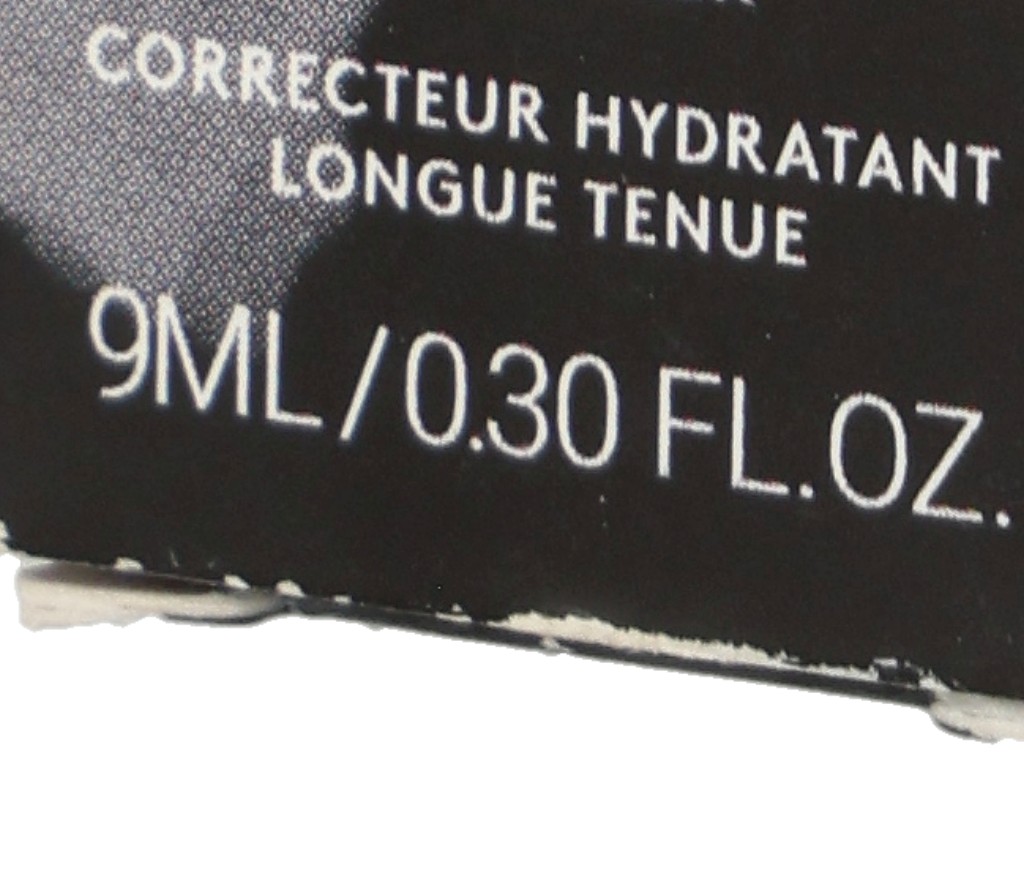 CORRECTEUR HYDRATANT
LONGUE TENUE
9ML/0.30 FL.OZ.